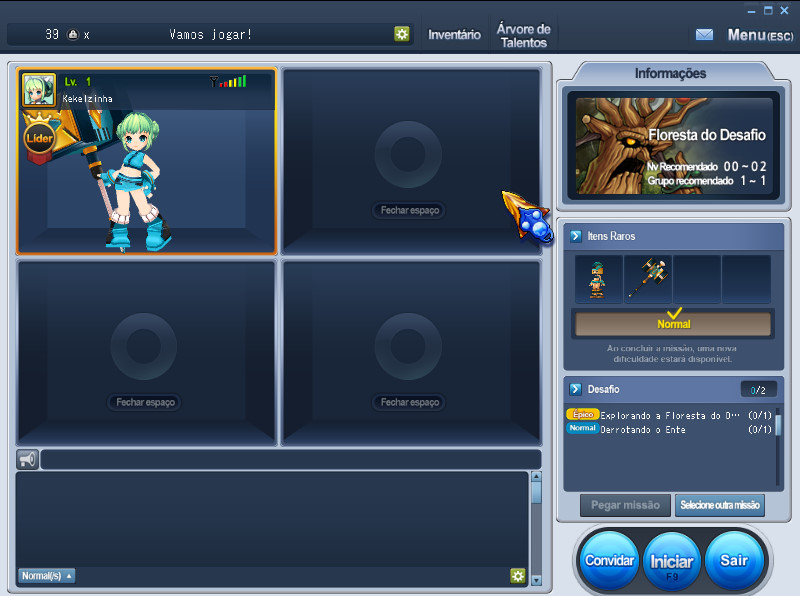 39 x Vamos jogar!
Inventário
Árvore de
Talentos
Menu(ESC)
Lv. 1
Kekelzinha
Líder
Fechar espaço
Fechar espaço
Fechar espaço
Normal(s)
Informações
Floresta do Desafio
Nv Recomendado 00 ~ 02
Grupo recomendado 1 ~ 1
Itens Raros
Normal
Ao concluir a missão, uma nova
dificuldade estará disponível.
Desafio 0/2
Épico Explorando a Floresta do D... (0/1)
Normal Derrotando o Ente (0/1)
Pegar missão
Selecione outra missão
Convidar
Iniciar
F9
Sair